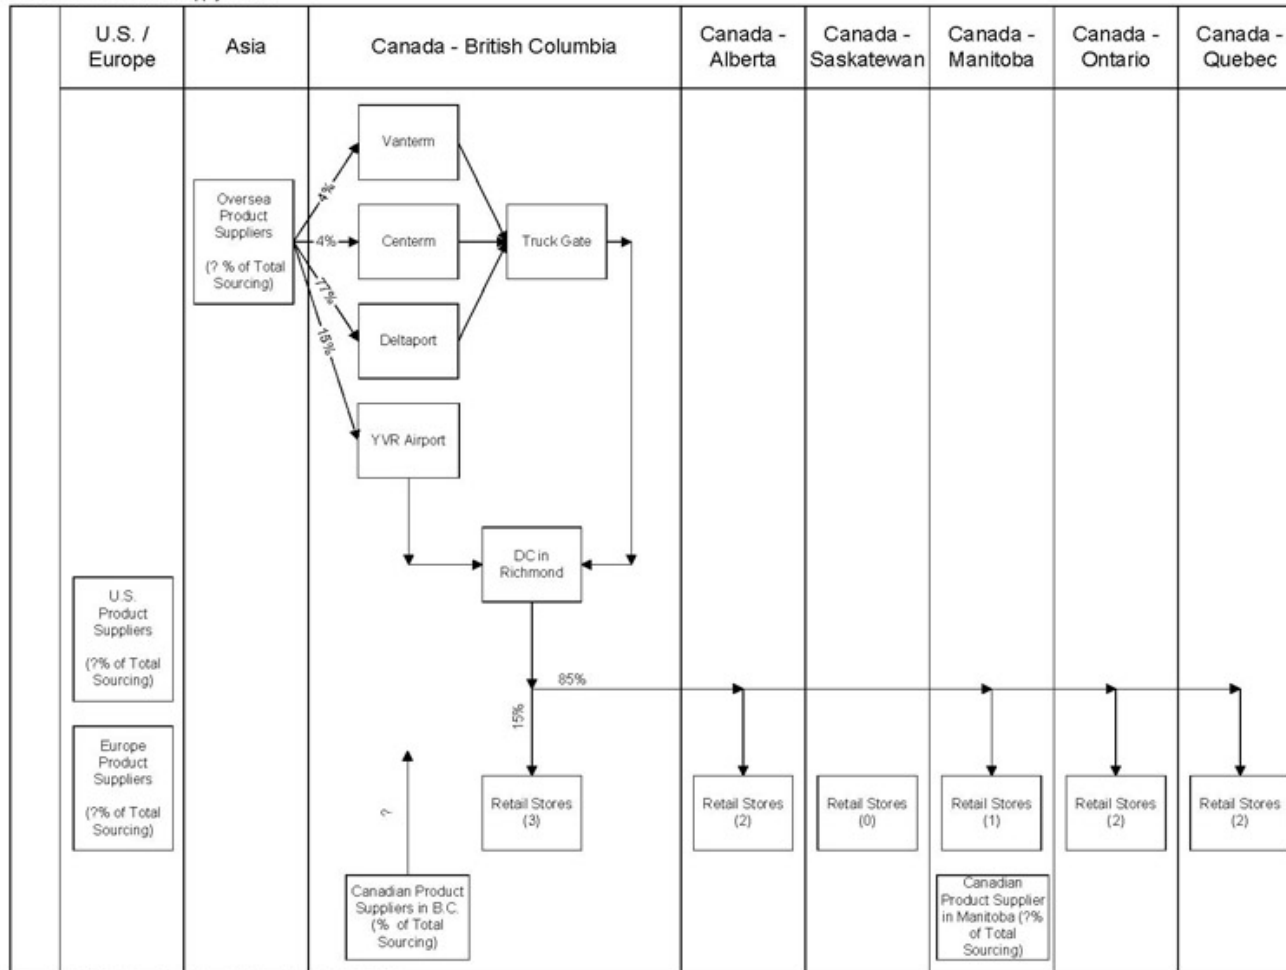 U.S. /
Europe
Asia
Canada - British Columbia
Canada -
Alberta
Canada -
Saskatewan
Canada -
Manitoba
Canada -
Ontario
Canada -
Quebec
Vanterm
Oversea
Product
Suppliers
(? % of Total
Sourcing)
4%
4%
77%
15%
Centerm
Truck Gate
Deltaport
YVR Airport
DC in
Richmond
U.S.
Product
Suppliers
(?% of Total
Sourcing)
85%
15%
Europe
Product
Suppliers
(?% of Total
Sourcing)
?
Retail Stores
(3)
Retail Stores
(2)
Retail Stores
(0)
Retail Stores
(1)
Retail Stores
(2)
Retail Stores
(2)
Canadian Product
Suppliers in B.C.
(% of Total
Sourcing)
Canadian
Product Supplier
in Manitoba (?%
of Total
Sourcing)